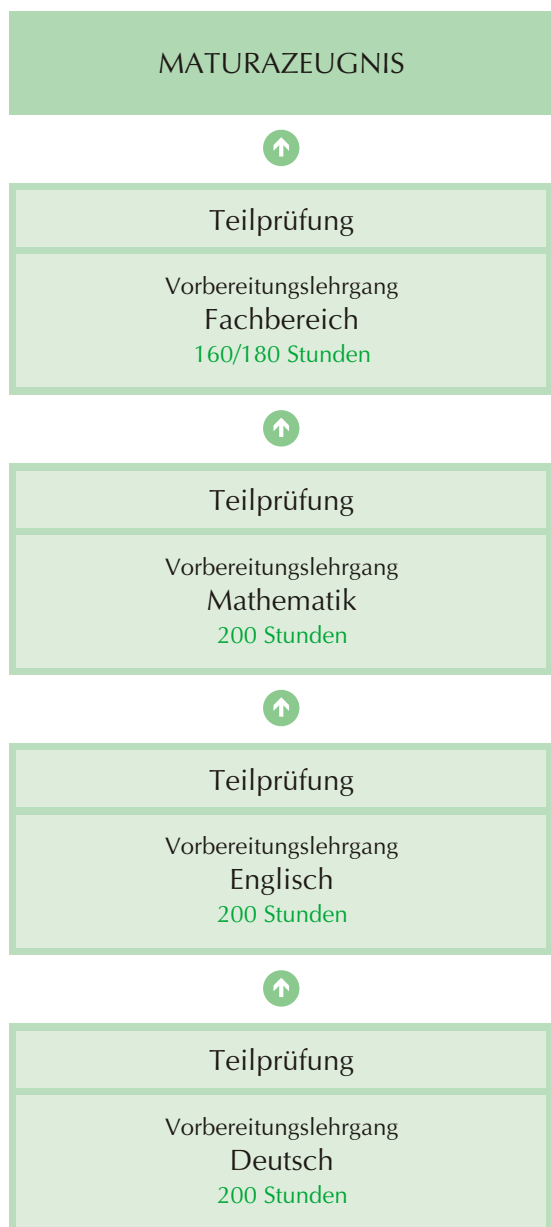 MATURAZEUGNIS
Teilprüfung
Vorbereitungslehrgang
Fachbereich
160/180 Stunden
Teilprüfung
Vorbereitungslehrgang
Mathematik
200 Stunden
Teilprüfung
Vorbereitungslehrgang
Englisch
200 Stunden
Teilprüfung
Vorbereitungslehrgang
Deutsch
200 Stunden